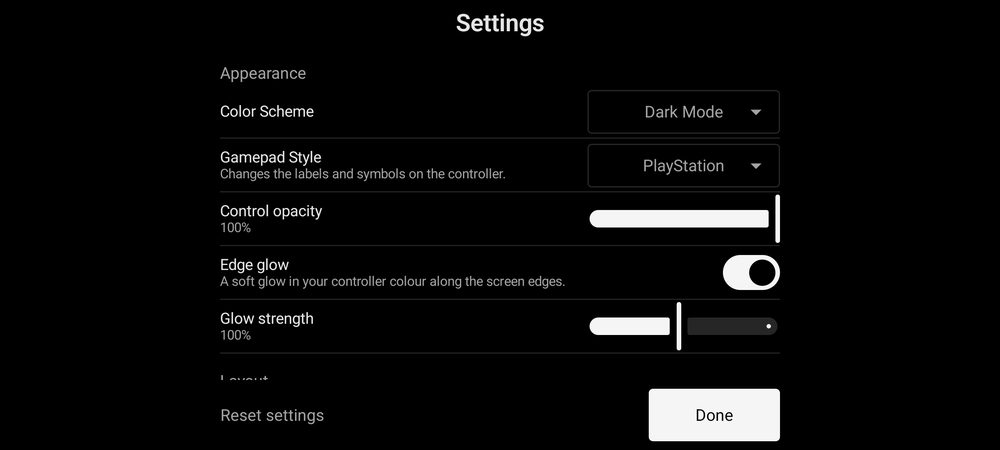 Settings
Appearance
Color Scheme
Dark Mode
Gamepad Style
Changes the labels and symbols on the controller.
PlayStation
Control opacity
100%
Edge glow
A soft glow in your controller colour along the screen edges.
Glow strength
100%
Layout
Reset settings
Done